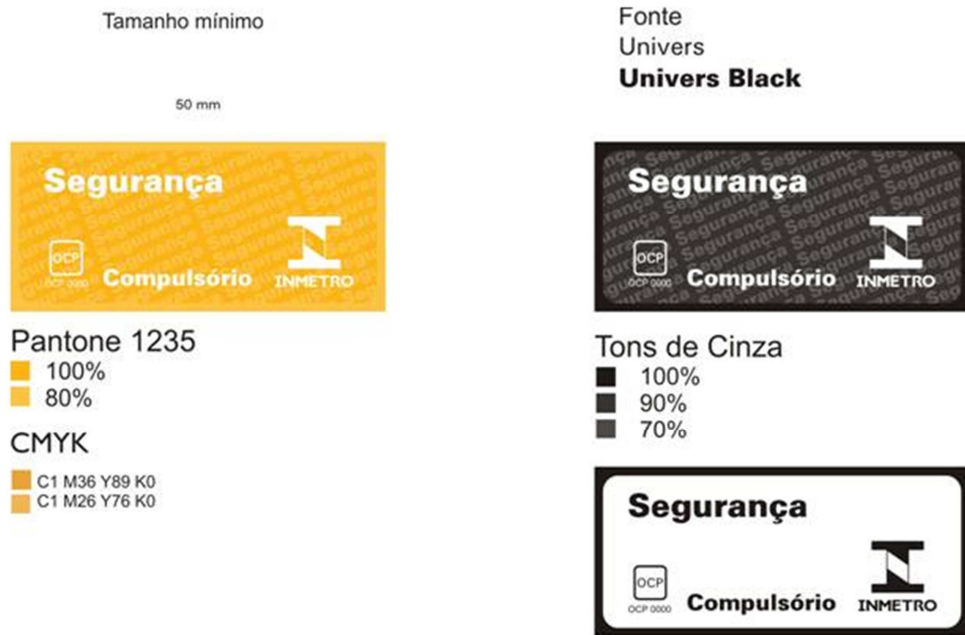 Tamanho mínimo
50 mm
Segurança
OCP
OCP 0000
Compulsório
INMETRO
Pantone 1235
100%
80%
CMYK
C1 M36 Y89 K0
C1 M26 Y76 K0
Fonte
Univers
Univers Black
Segurança
OCP
OCP 0000
Compulsório
INMETRO
Tons de Cinza
100%
90%
70%
Segurança
OCP
OCP 0000
Compulsório
INMETRO